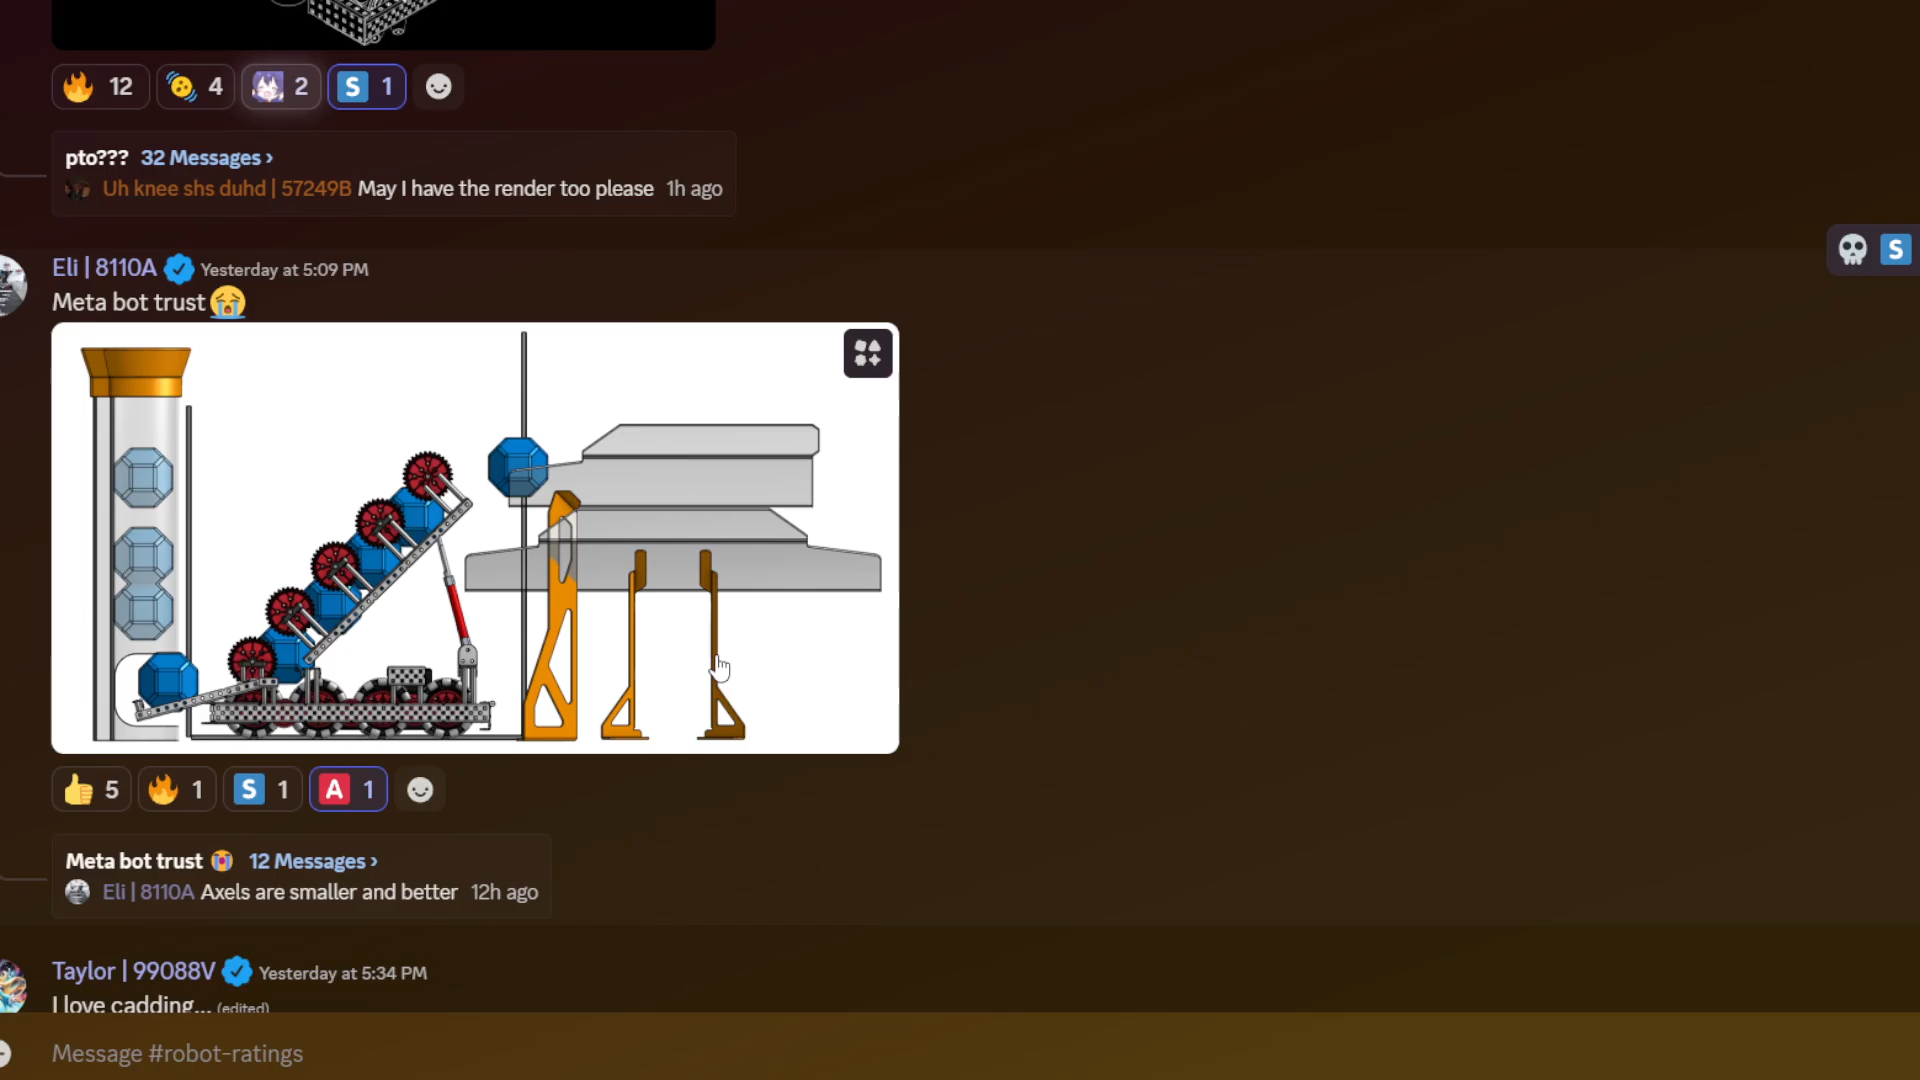 12 4 2 S 1
pto??? 32 Messages ›
Uh knee shs duhd | 57249B May I have the render too please 1h ago
S
Eli | 8110A Yesterday at 5:09 PM
Meta bot trust
5 1 S 1 A 1
Meta bot trust 12 Messages ›
Eli | 8110A Axels are smaller and better 12h ago
Taylor | 99088V Yesterday at 5:34 PM
I love cadding... (edited)
Message #robot-ratings